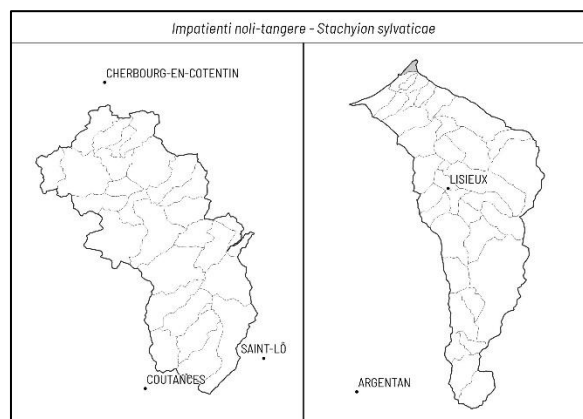 Impatienti noli-tangere - Stachyion sylvaticae
CHERBOURG-EN-COTENTIN
LISIEUX
SAINT-LÔ
COUTANCES
ARGENTAN